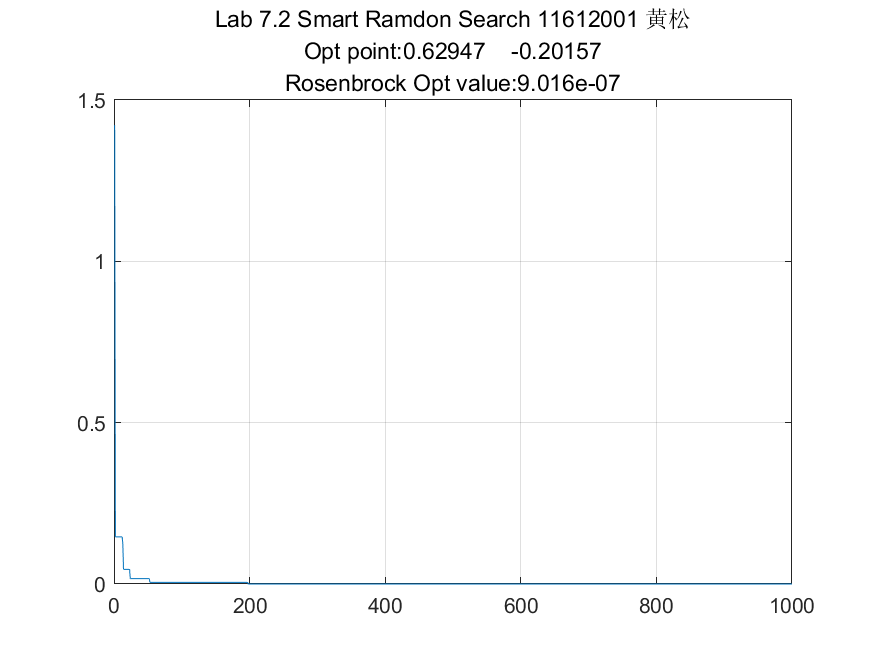 Lab 7.2 Smart Ramdon Search 11612001 黄松
Opt point:0.62947 -0.20157
Rosenbrock Opt value:9.016e-07
1.5
1
0.5
0
0 200 400 600 800 1000